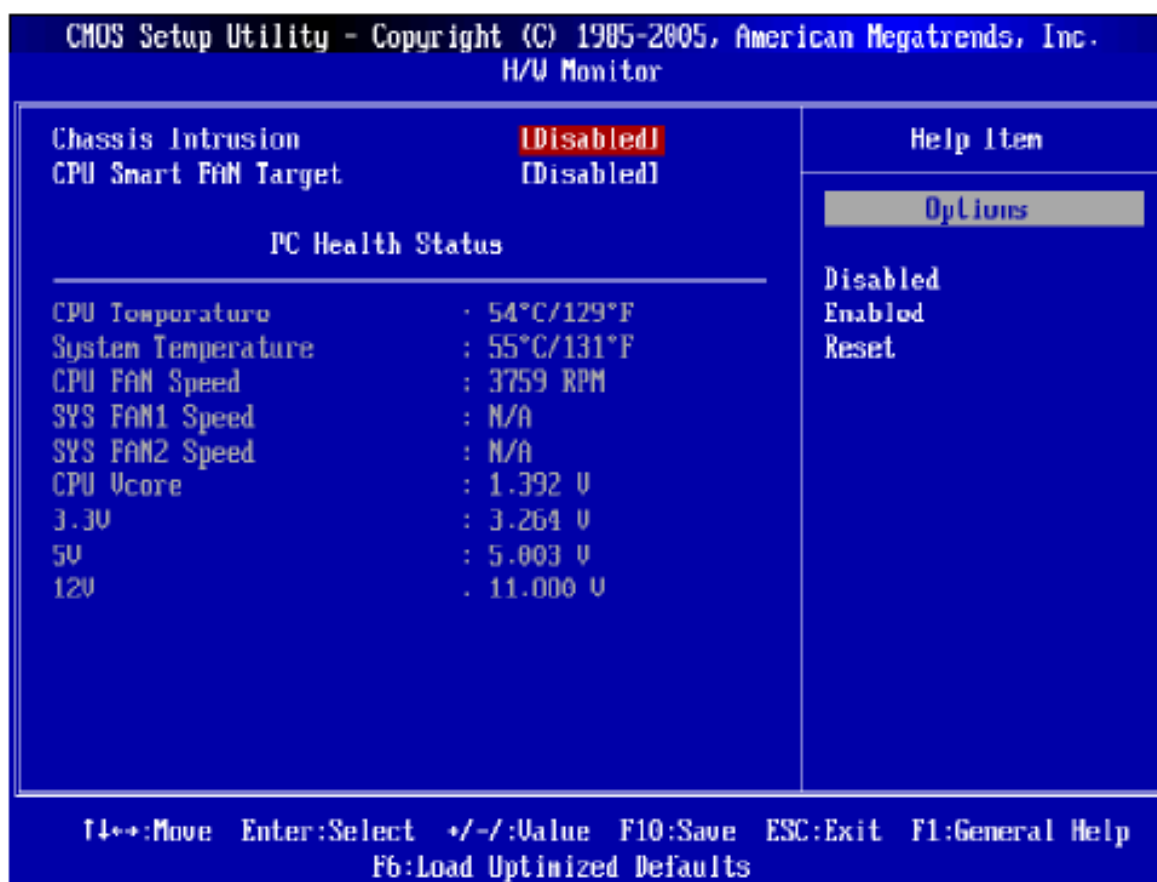 CMOS Setup Utility - Copyright (C) 1985-2005, American Megatrends, Inc.
H/W Monitor
Chassis Intrusion [Disabled]
CPU Smart FAN Target [Disabled]
PC Health Status
CPU Temperature : 54°C/129°F
System Temperature : 55°C/131°F
CPU FAN Speed : 3759 RPM
SYS FAN1 Speed : N/A
SYS FAN2 Speed : N/A
CPU Vcore : 1.392 V
3.3V : 3.264 V
5V : 5.003 V
12V : 11.000 V
Help Item
Options
Disabled
Enabled
Reset
↑↓←→:Move Enter:Select +/-/:Value F10:Save ESC:Exit F1:General Help
F6:Load Optimized Defaults